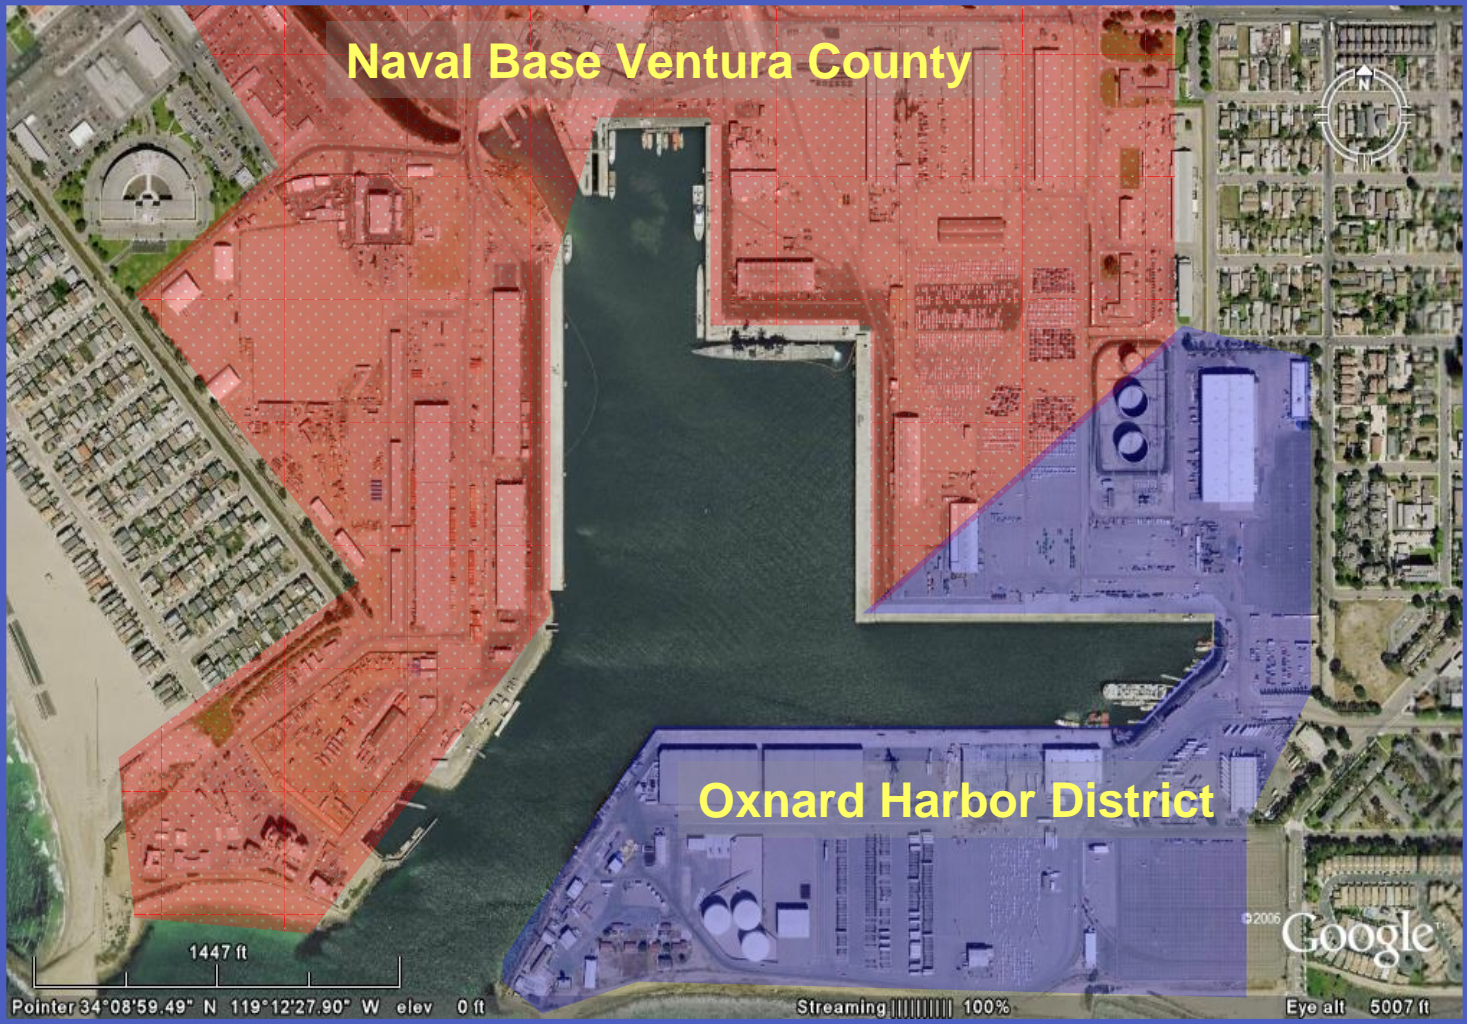 Naval Base Ventura County
N
Oxnard Harbor District
©2006 Google™
1447 ft
Pointer 34°08'59.49" N 119°12'27.90" W elev 0 ft
Streaming |||||||||| 100%
Eye alt 5007 ft